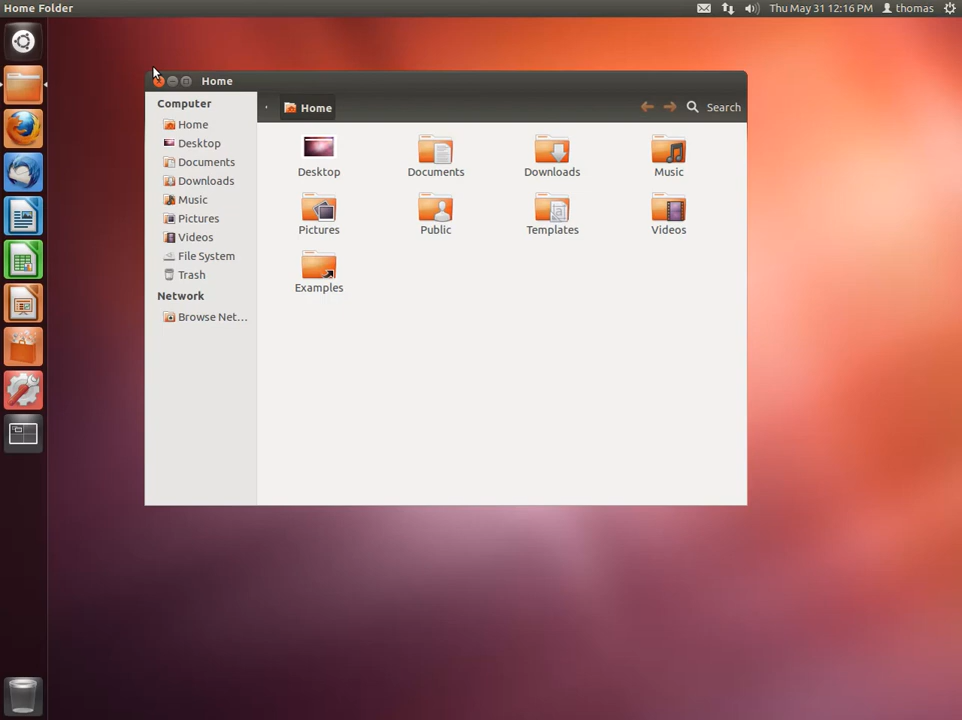 Home Folder
Thu May 31 12:16 PM thomas
Home
Computer
Home
Desktop
Documents
Downloads
Music
Pictures
Videos
File System
Trash
Network
Browse Net...
Home
Search
Desktop Documents Downloads Music
Pictures Public Templates Videos
Examples